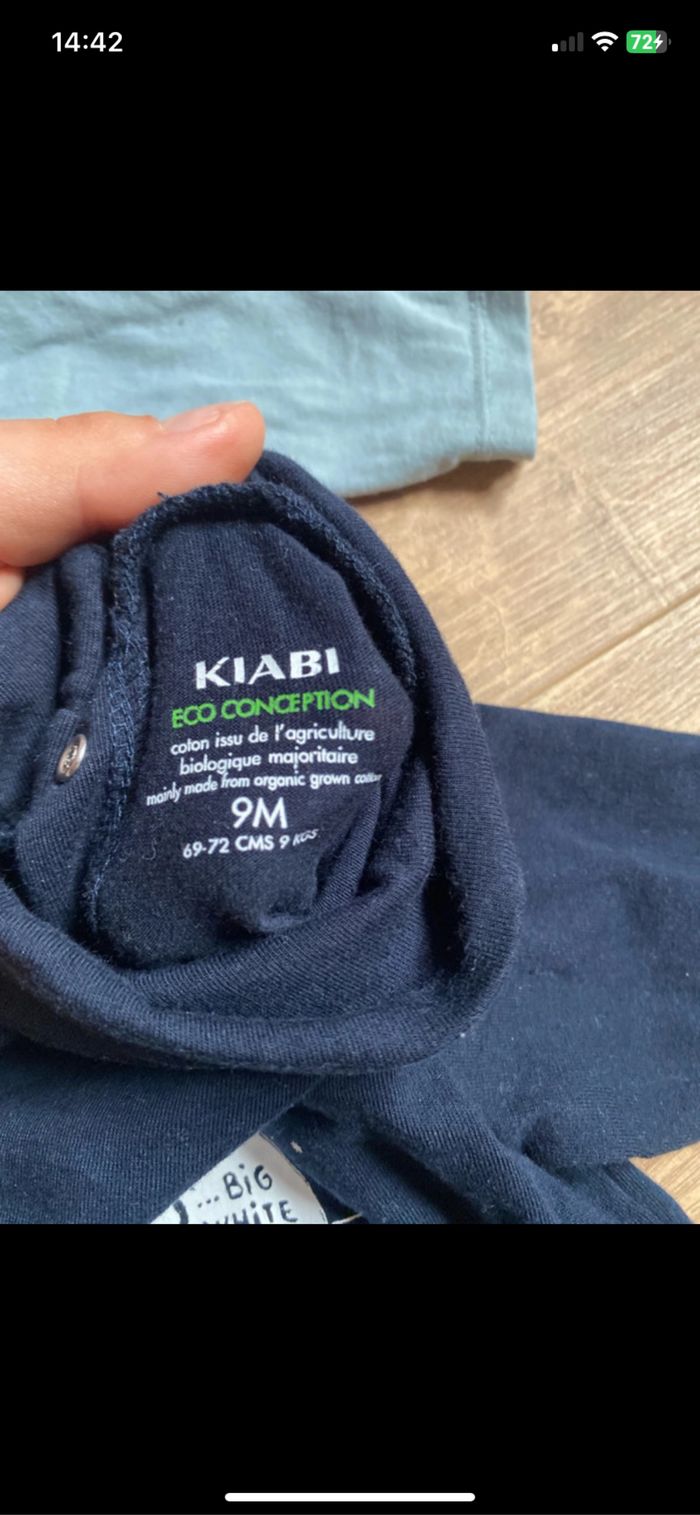 14:42
72
KIABI
ECO CONCEPTION
coton issu de l'agriculture
biologique majoritaire
mainly made from organic grown cotton
9M
69-72 CMS 9 KGS
...BiG
WHiTE